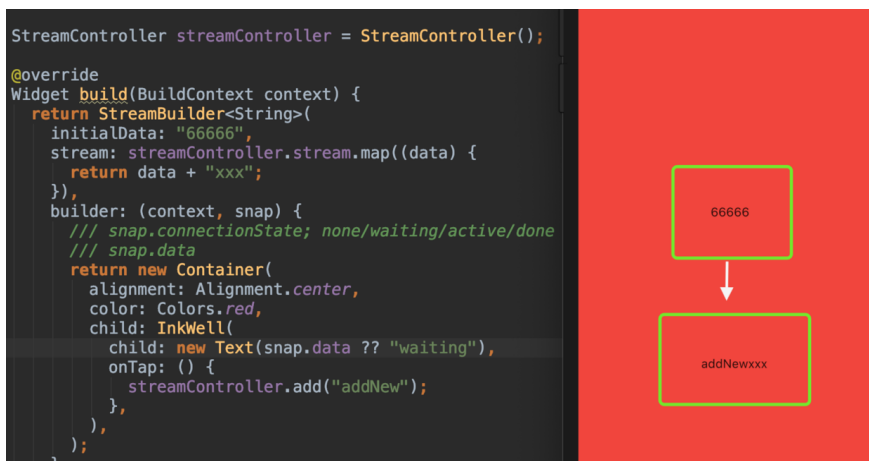 StreamController streamController = StreamController();
@override
Widget build(BuildContext context) {
return StreamBuilder<String>(
initialData: "66666",
stream: streamController.stream.map((data) {
return data + "xxx";
}),
builder: (context, snap) {
/// snap.connectionState; none/waiting/active/done
/// snap.data
return new Container(
alignment: Alignment.center,
color: Colors.red,
child: InkWell(
child: new Text(snap.data ?? "waiting"),
onTap: () {
streamController.add("addNew");
},
),
);
66666
addNewxxx